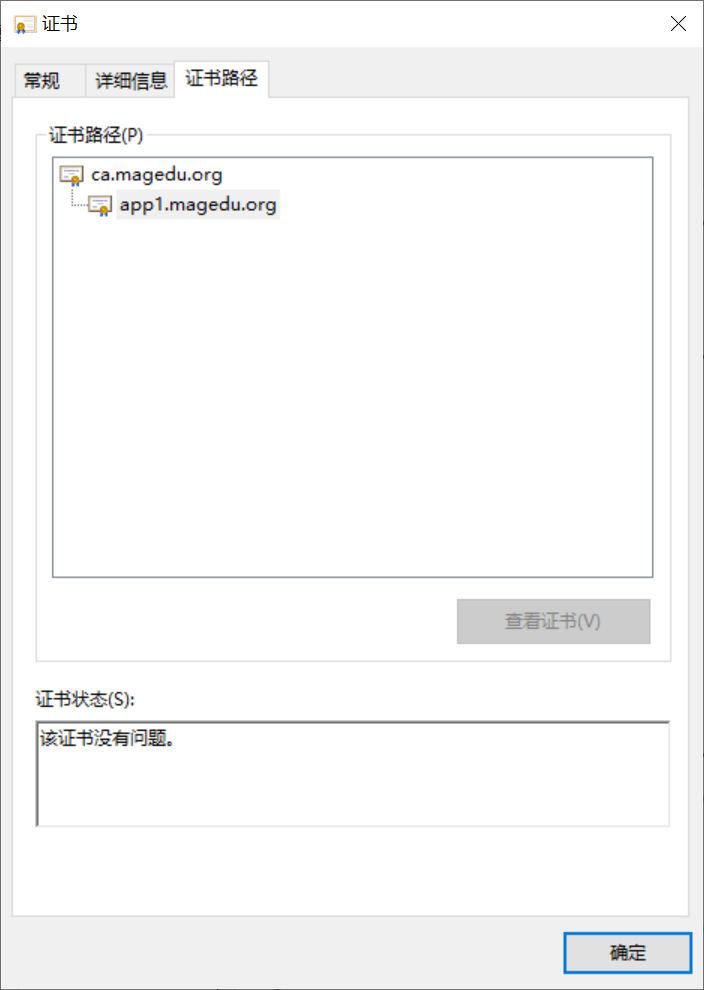 证书
常规
详细信息
证书路径
证书路径(P)
ca.magedu.org
app1.magedu.org
查看证书(V)
证书状态(S):
该证书没有问题。
确定